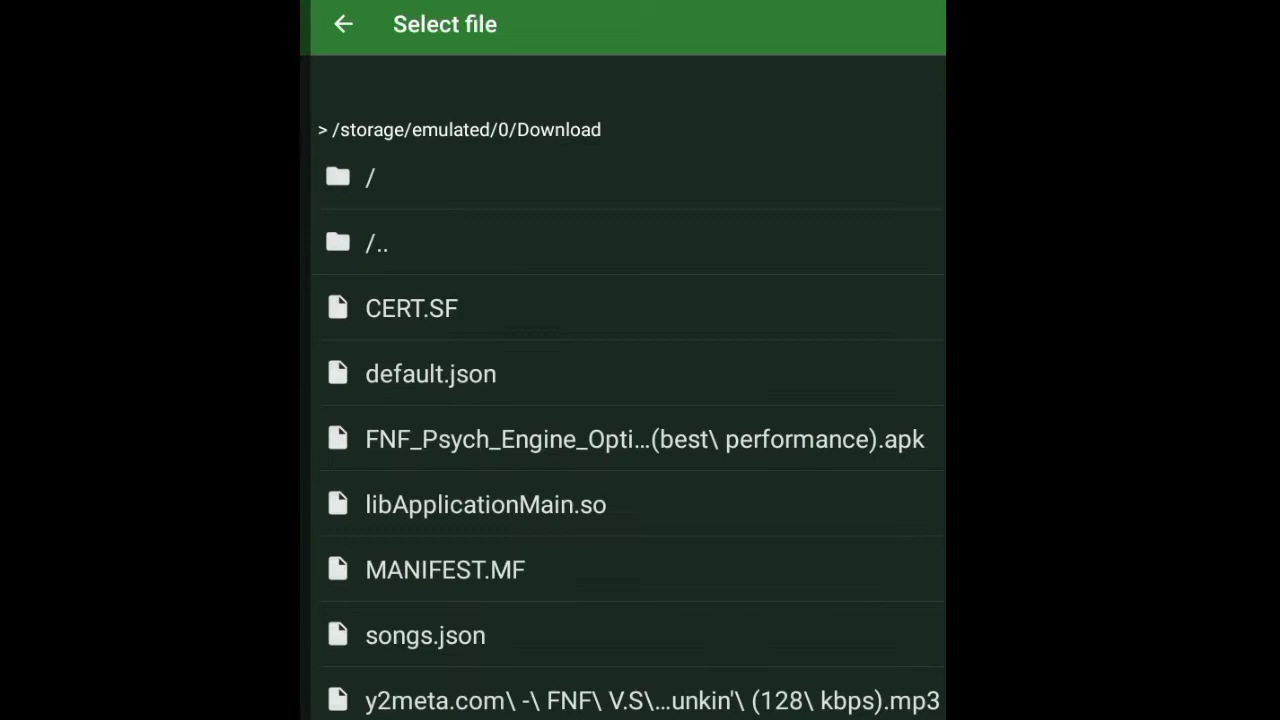 Select file
> /storage/emulated/0/Download
/
/..
CERT.SF
default.json
FNF_Psych_Engine_Opti...(best\ performance).apk
libApplicationMain.so
MANIFEST.MF
songs.json
y2meta.com\ -\ FNF\ V.S\...unkin'\ (128\ kbps).mp3